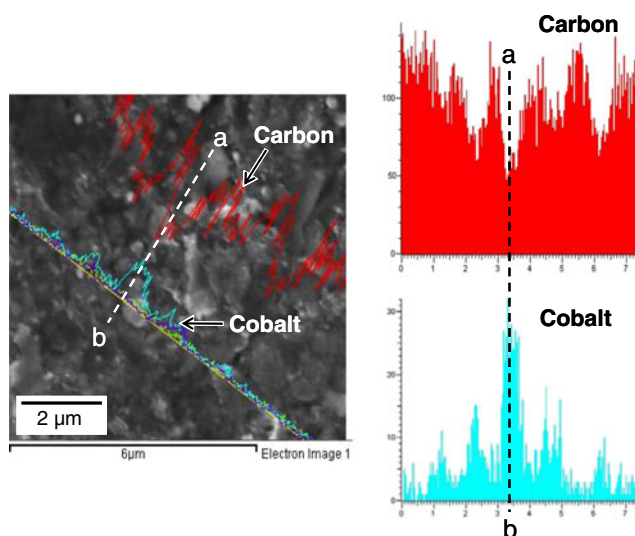 a
Carbon
b
Cobalt
2 µm
6µm
Electron Image 1
Carbon
a
100
50
0
0 1 2 3 4 5 6 7
Cobalt
30
20
10
0
0 1 2 3 4 5 6 7
b